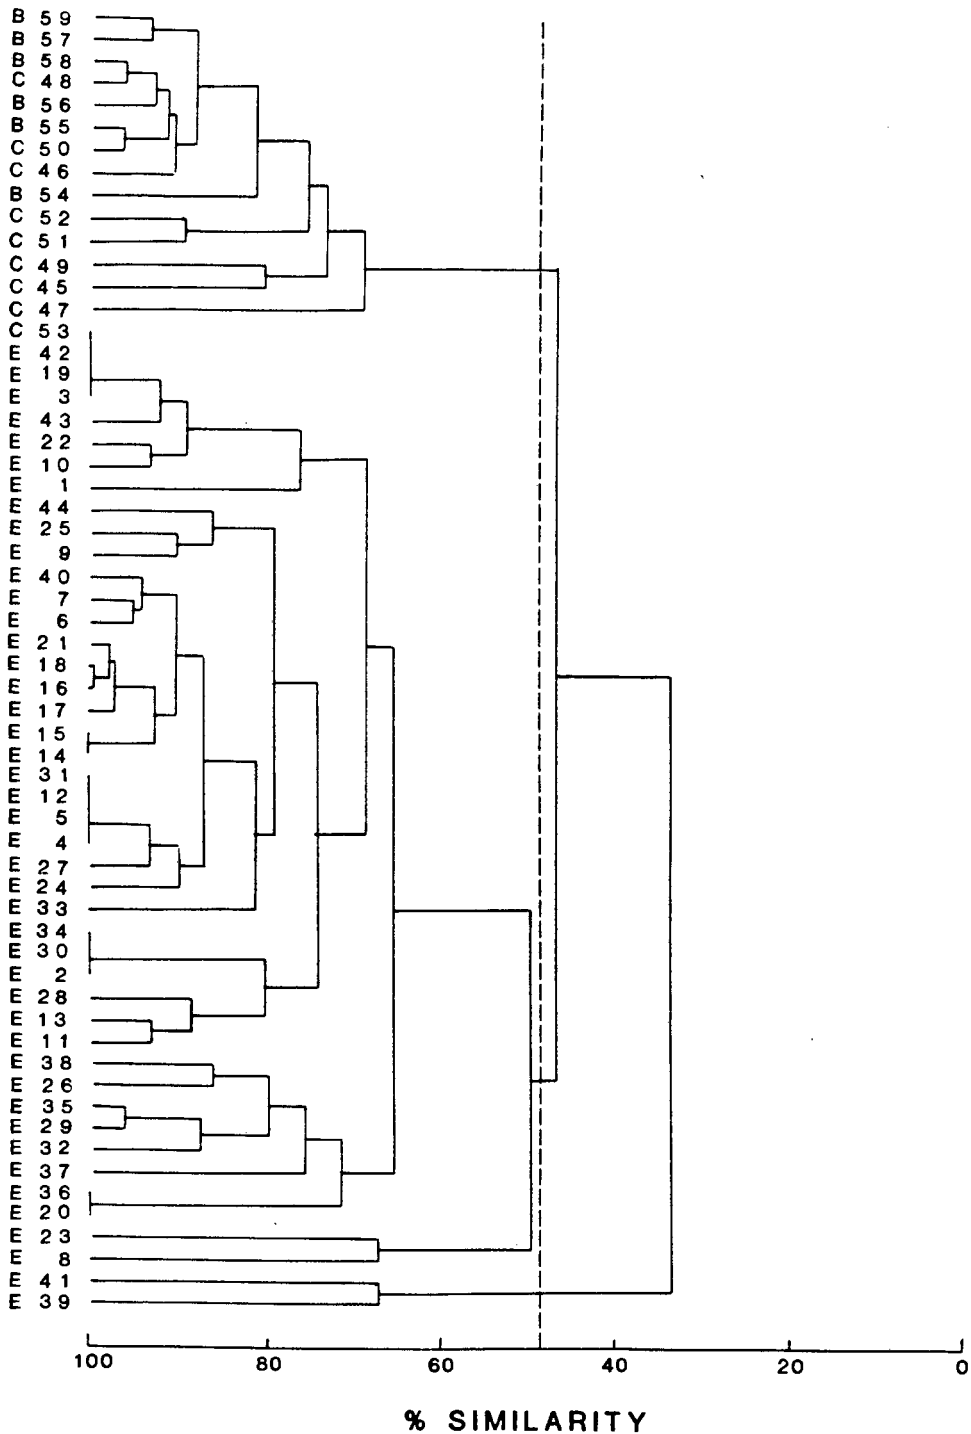 B 59
B 57
B 58
C 48
B 56
B 55
C 50
C 46
B 54
C 52
C 51
C 49
C 45
C 47
C 53
E 42
E 19
E 3
E 43
E 22
E 10
E 1
E 44
E 25
E 9
E 40
E 7
E 6
E 21
E 18
E 16
E 17
E 15
E 14
E 31
E 12
E 5
E 4
E 27
E 24
E 33
E 34
E 30
E 2
E 28
E 13
E 11
E 38
E 26
E 35
E 29
E 32
E 37
E 36
E 20
E 23
E 8
E 41
E 39
100 80 60 40 20 0
% SIMILARITY